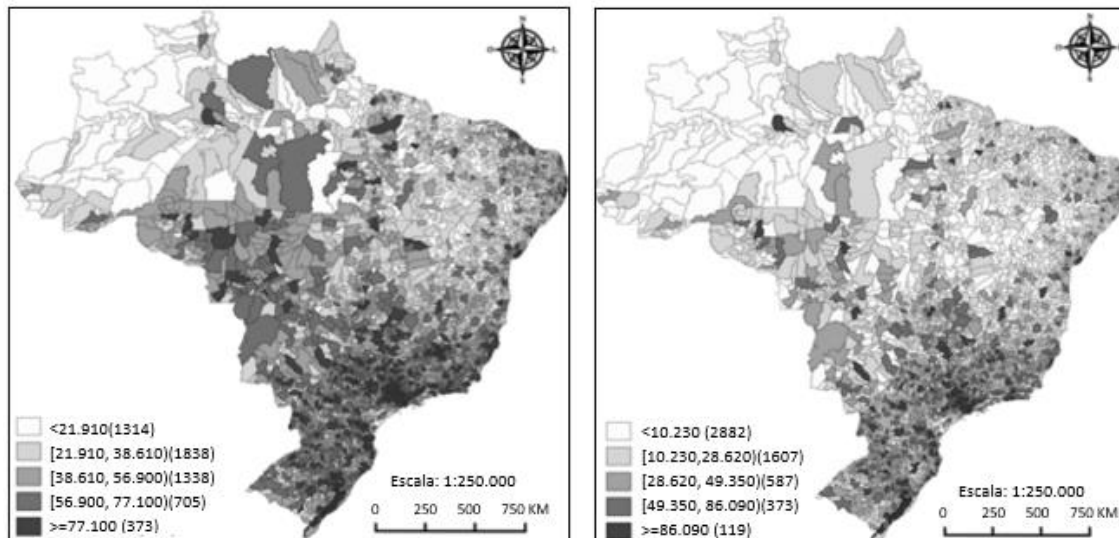 N
O
L
S
<21.910(1314)
[21.910, 38.610)(1838)
[38.610, 56.900)(1338)
[56.900, 77.100)(705)
>=77.100 (373)
Escala: 1:250.000
0 250 500 750 KM
N
O
L
S
<10.230 (2882)
[10.230,28.620)(1607)
[28.620, 49.350)(587)
[49.350, 86.090)(373)
>=86.090 (119)
Escala: 1:250.000
0 250 500 750 KM